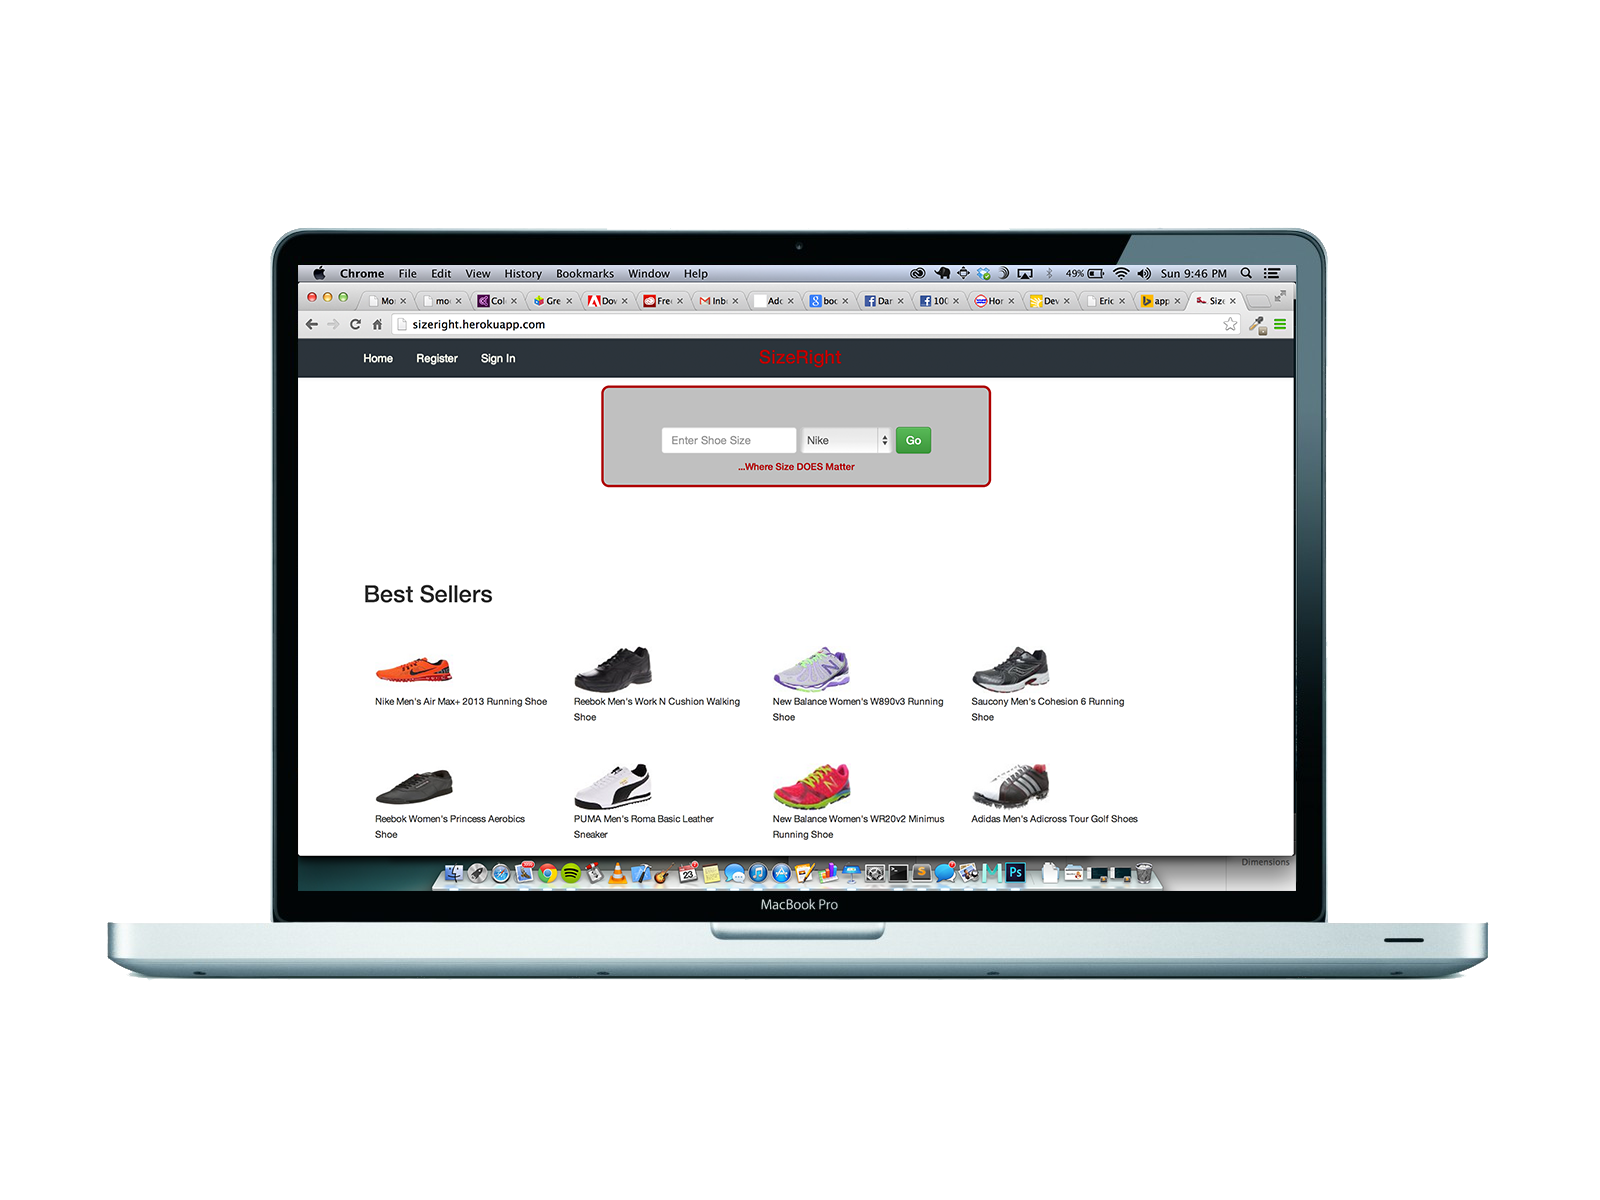 Chrome File Edit View History Bookmarks Window Help 49% Sun 9:46 PM
Mo mo Col Gre Dov Fre Inb Ado boo Dar 100 Hor Dev Eric app Size
sizeright.herokuapp.com
Home Register Sign In SizeRight
Enter Shoe Size Nike Go
...Where Size DOES Matter
Best Sellers
Nike Men's Air Max+ 2013 Running Shoe
Reebok Men's Work N Cushion Walking
Shoe
New Balance Women's W890v3 Running
Shoe
Saucony Men's Cohesion 6 Running
Shoe
Reebok Women's Princess Aerobics
Shoe
PUMA Men's Roma Basic Leather
Sneaker
New Balance Women's WR20v2 Minimus
Running Shoe
Adidas Men's Adicross Tour Golf Shoes
Dimensions
23
Ps
MacBook Pro